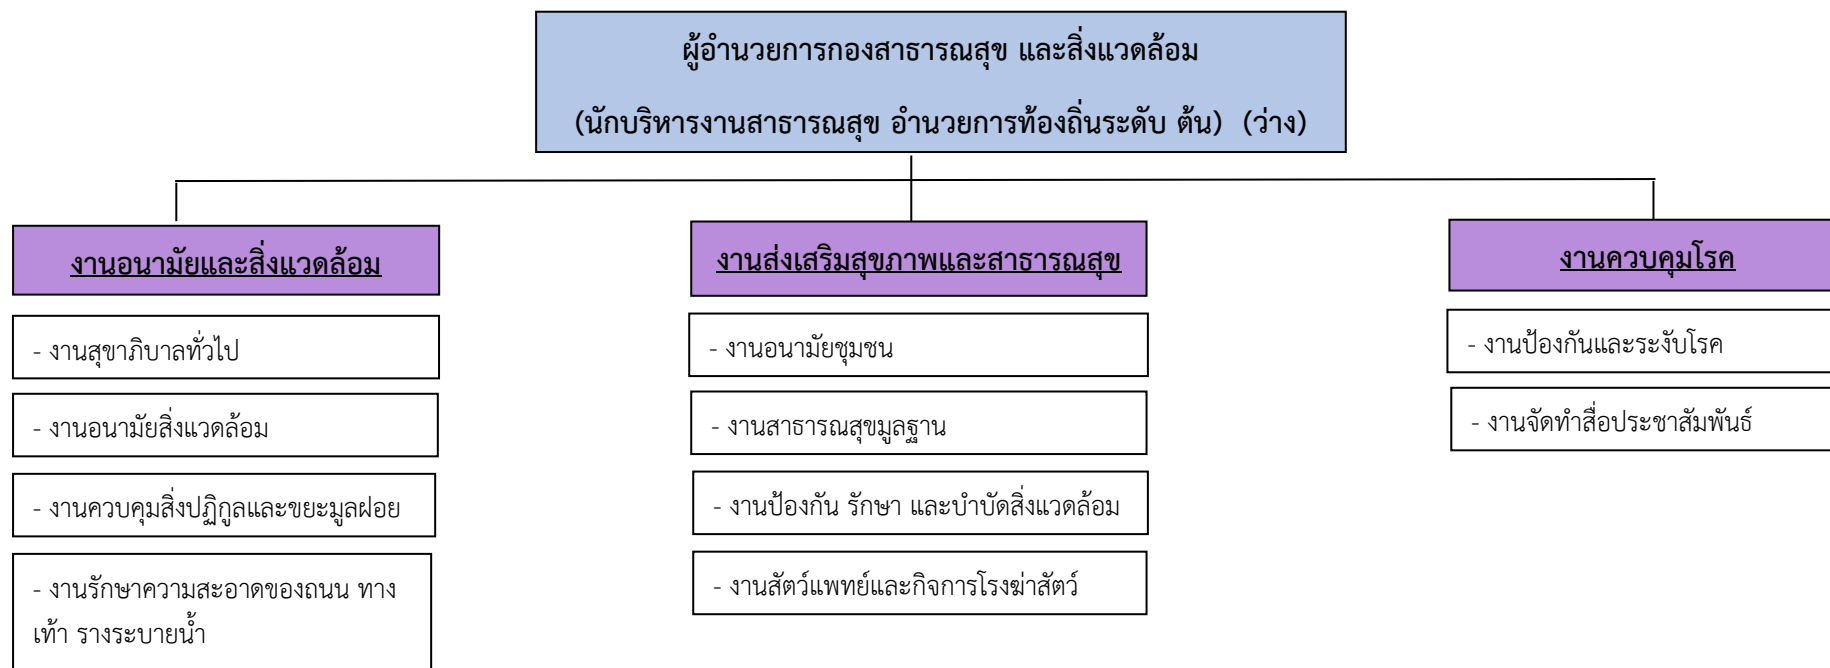 ผู้อำนวยการกองสาธารณสุข และสิ่งแวดล้อม
(นักบริหารงานสาธารณสุข อำนวยการท้องถิ่นระดับ ต้น) (ว่าง)
งานอนามัยและสิ่งแวดล้อม
- งานสุขาภิบาลทั่วไป
- งานอนามัยสิ่งแวดล้อม
- งานควบคุมสิ่งปฏิกูลและขยะมูลฝอย
- งานรักษาความสะอาดของถนน ทาง
เท้า รางระบายน้ำ
งานส่งเสริมสุขภาพและสาธารณสุข
- งานอนามัยชุมชน
- งานสาธารณสุขมูลฐาน
- งานป้องกัน รักษา และบำบัดสิ่งแวดล้อม
- งานสัตว์แพทย์และกิจการโรงฆ่าสัตว์
งานควบคุมโรค
- งานป้องกันและระงับโรค
- งานจัดทำสื่อประชาสัมพันธ์